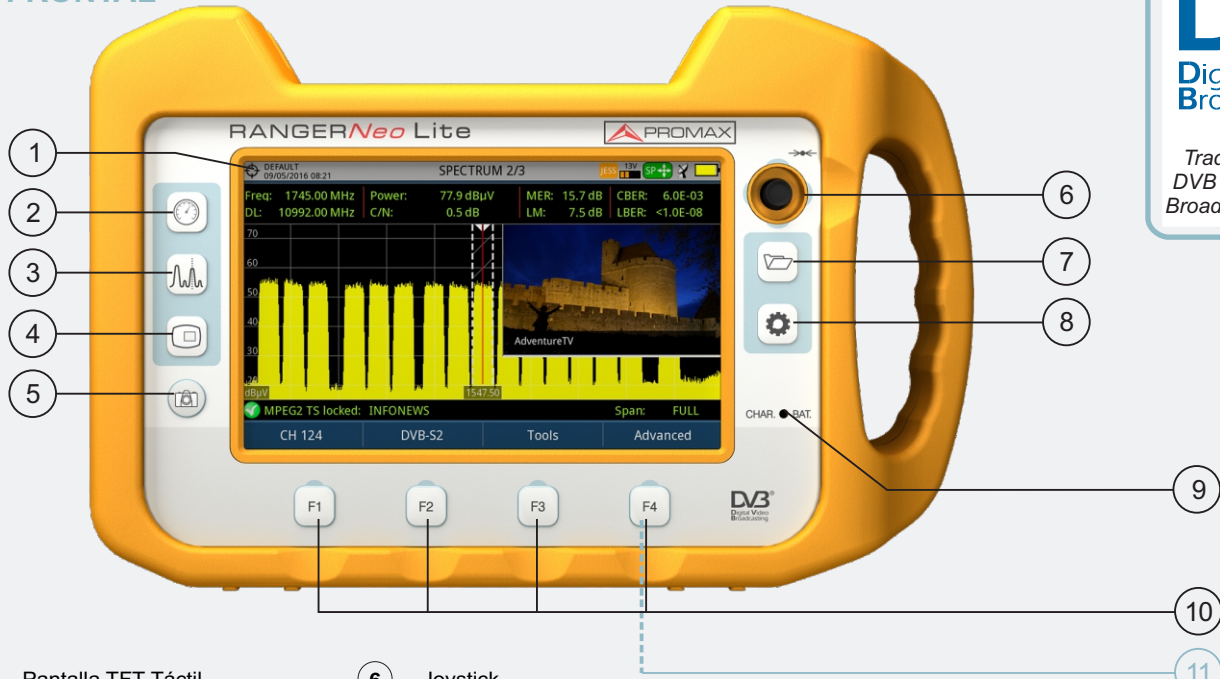 FRONTAL
RANGERNeo Lite
PROMAX
DEFAULT
09/05/2016 08:21
SPECTRUM 2/3
JESS
13V
SP
Freq: 1745.00 MHz
Power: 77.9 dBµV
MER: 15.7 dB
CBER: 6.0E-03
DL: 10992.00 MHz
C/N: 0.5 dB
LM: 7.5 dB
LBER: <1.0E-08
70
60
50
40
30
20
dBµV
1547.50
AdventureTV
MPEG2 TS locked: INFONEWS
Span: FULL
CH 124
DVB-S2
Tools
Advanced
F1
F2
F3
F4
CHAR. BAT.
DVB®
Digital Video
Broadcasting
1
2
3
4
5
6
7
8
9
10
11
Trad
DVB
Broad
Pantalla TFT Táctil
6 Joystick